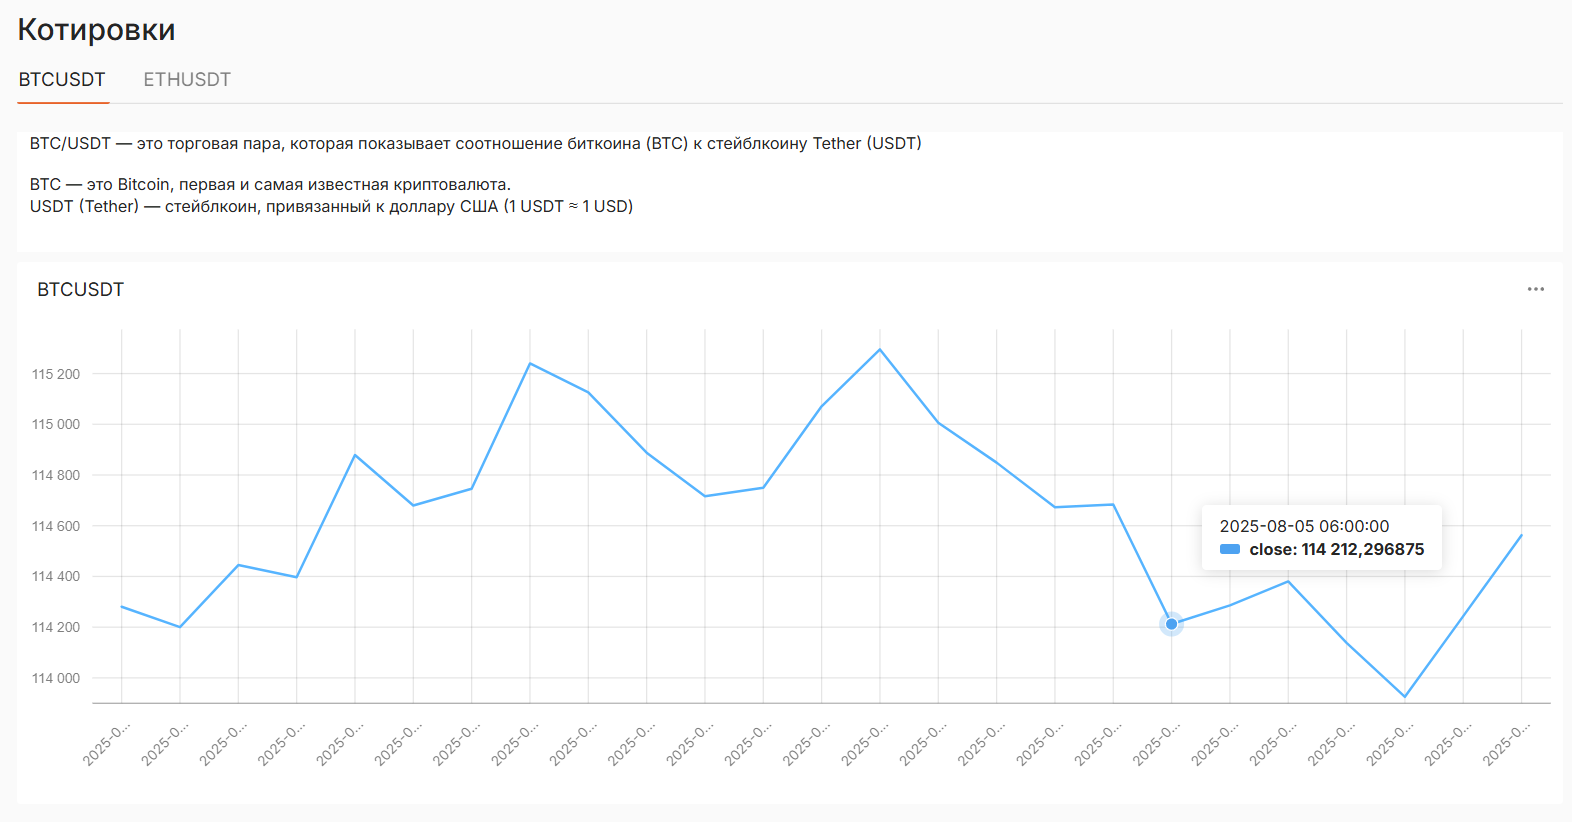 Котировки
BTCUSDT ETHUSDT
BTC/USDT — это торговая пара, которая показывает соотношение биткоина (BTC) к стейблкоину Tether (USDT)
BTC — это Bitcoin, первая и самая известная криптовалюта.
USDT (Tether) — стейблкоин, привязанный к доллару США (1 USDT ≈ 1 USD)
BTCUSDT
115 200
115 000
114 800
114 600
114 400
114 200
114 000
2025-08-05 06:00:00
close: 114 212,296875
2025-0... 2025-0... 2025-0... 2025-0... 2025-0... 2025-0... 2025-0... 2025-0... 2025-0... 2025-0... 2025-0... 2025-0... 2025-0... 2025-0... 2025-0... 2025-0... 2025-0... 2025-0... 2025-0... 2025-0... 2025-0... 2025-0... 2025-0... 2025-0... 2025-0...